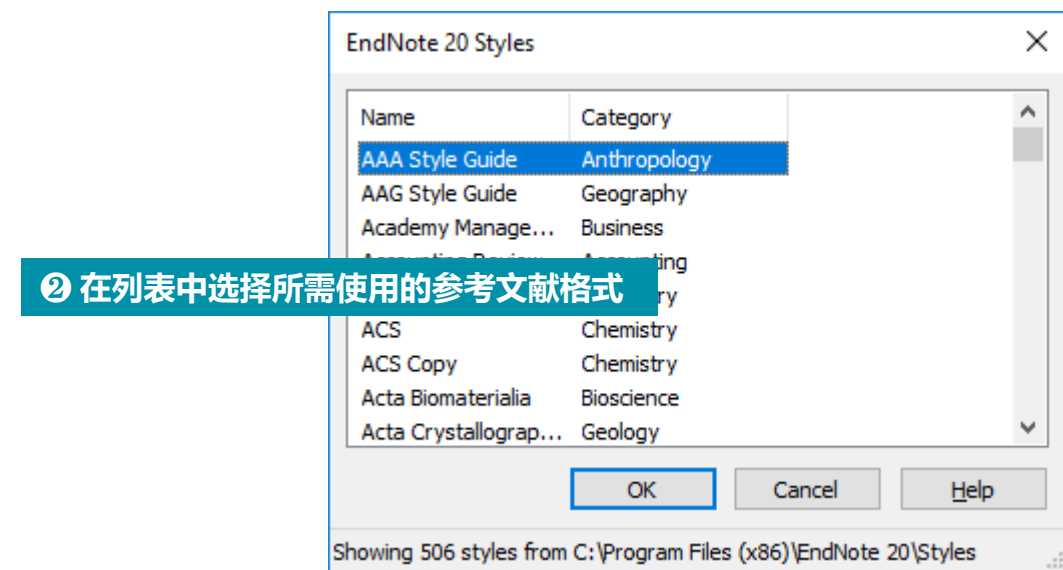 EndNote 20 Styles
Name Category
AAA Style Guide Anthropology
AAG Style Guide Geography
Academy Manage... Business
❷ 在列表中选择所需使用的参考文献格式
ACS Chemistry
ACS Copy Chemistry
Acta Biomaterialia Bioscience
Acta Crystallograp... Geology
OK Cancel Help
Showing 506 styles from C:\Program Files (x86)\EndNote 20\Styles